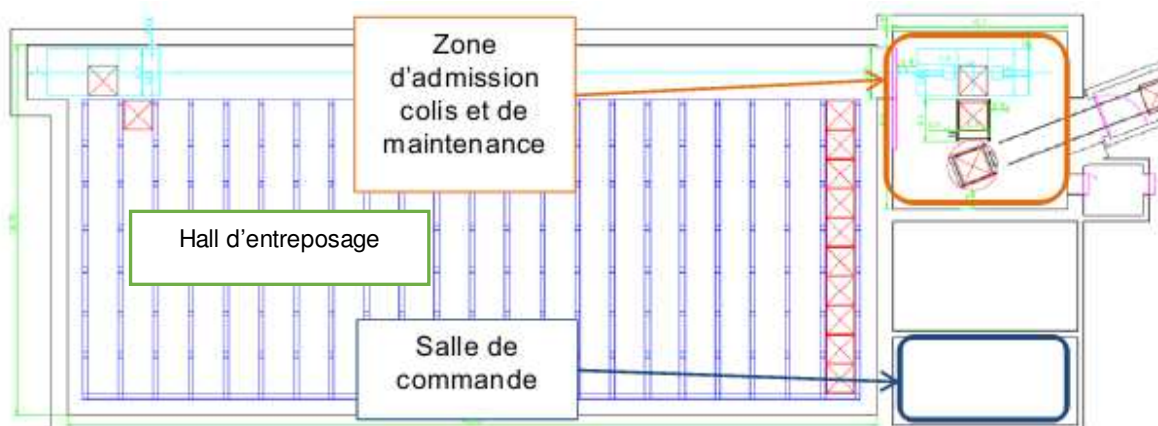 Zone
d'admission
colis et de
maintenance
Hall d'entreposage
Salle de
commande